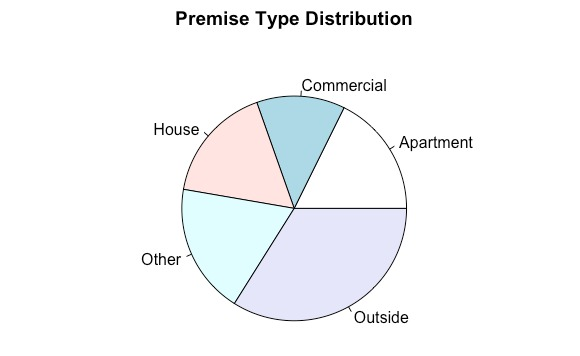 Premise Type Distribution
Commercial
House
Apartment
Other
Outside